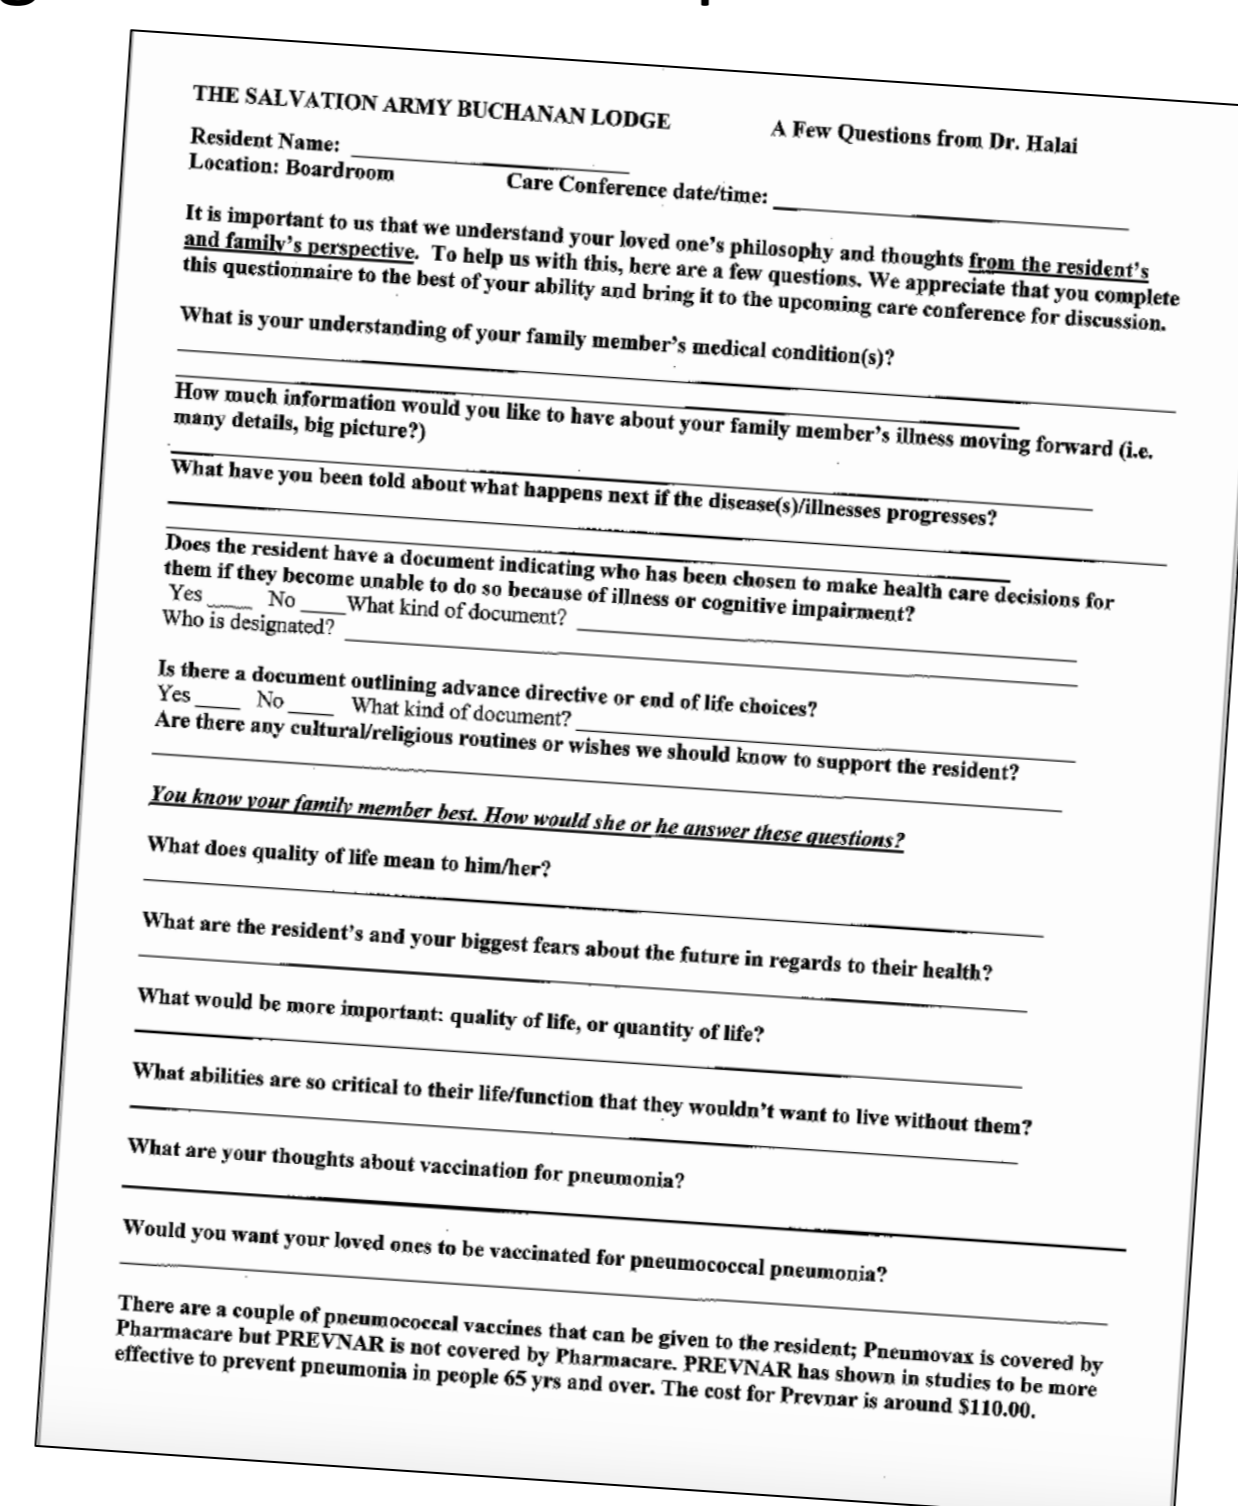 THE SALVATION ARMY BUCHANAN LODGE
A Few Questions from Dr. Halai
Resident Name:
Location: Boardroom
Care Conference date/time:
It is important to us that we understand your loved one's philosophy and thoughts from the resident's
and family's perspective. To help us with this, here are a few questions. We appreciate that you complete
this questionnaire to the best of your ability and bring it to the upcoming care conference for discussion.
What is your understanding of your family member's medical condition(s)?
How much information would you like to have about your family member's illness moving forward (i.e.
many details, big picture?)
What have you been told about what happens next if the disease(s)/illnesses progresses?
Does the resident have a document indicating who has been chosen to make health care decisions for
them if they become unable to do so because of illness or cognitive impairment?
Yes ____ No ____What kind of document?
Who is designated?
Is there a document outlining advance directive or end of life choices?
Yes ____ No ____ What kind of document?
Are there any cultural/religious routines or wishes we should know to support the resident?
You know your family member best. How would she or he answer these questions?
What does quality of life mean to him/her?
What are the resident's and your biggest fears about the future in regards to their health?
What would be more important: quality of life, or quantity of life?
What abilities are so critical to their life/function that they wouldn't want to live without them?
What are your thoughts about vaccination for pneumonia?
Would you want your loved ones to be vaccinated for pneumococcal pneumonia?
There are a couple of pneumococcal vaccines that can be given to the resident; Pneumovax is covered by
Pharmacare but PREVNAR is not covered by Pharmacare. PREVNAR has shown in studies to be more
effective to prevent pneumonia in people 65 yrs and over. The cost for Prevnar is around $110.00.